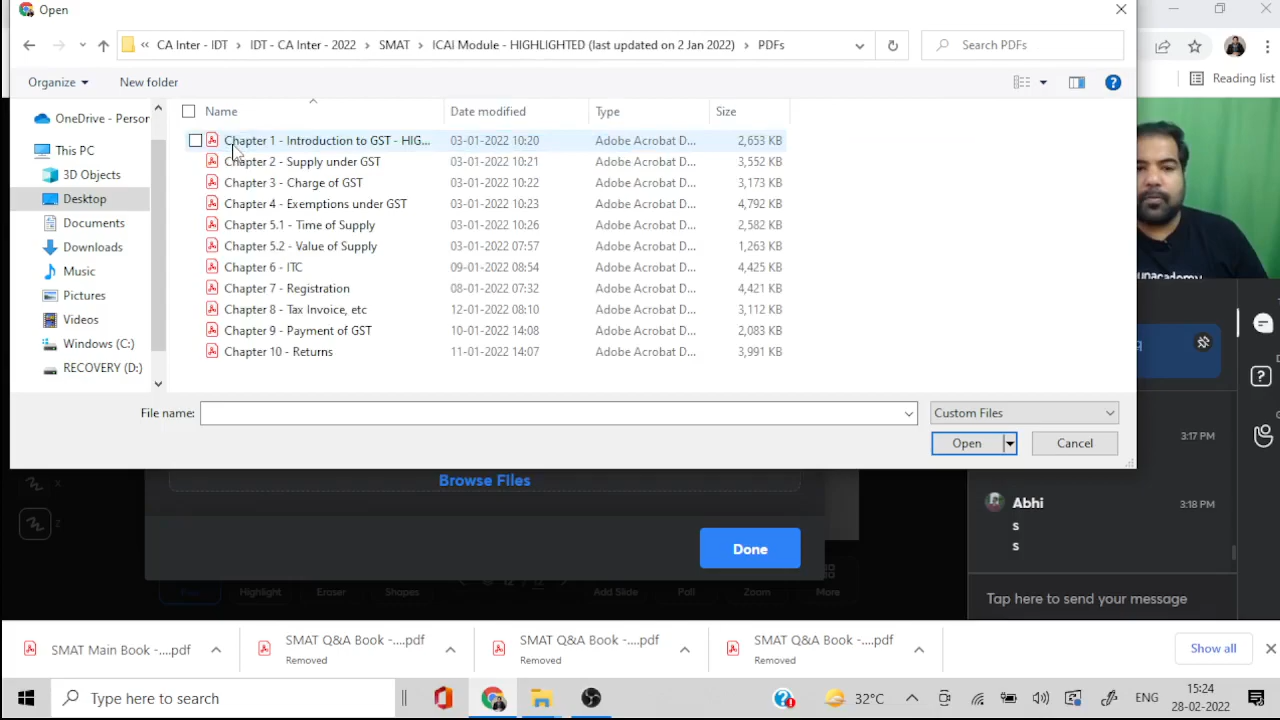 Open
CA Inter - IDT > IDT - CA Inter - 2022 > SMAT > ICAI Module - HIGHLIGHTED (last updated on 2 Jan 2022) > PDFs
Search PDFs
Organize
New folder
Reading list
Name Date modified Type Size
OneDrive - Person
This PC
3D Objects
Desktop
Documents
Downloads
Music
Pictures
Videos
Windows (C:)
RECOVERY (D:)
Chapter 1 - Introduction to GST - HIG... 03-01-2022 10:20 Adobe Acrobat D... 2,653 KB
Chapter 2 - Supply under GST 03-01-2022 10:21 Adobe Acrobat D... 3,552 KB
Chapter 3 - Charge of GST 03-01-2022 10:22 Adobe Acrobat D... 3,173 KB
Chapter 4 - Exemptions under GST 03-01-2022 10:23 Adobe Acrobat D... 4,792 KB
Chapter 5.1 - Time of Supply 03-01-2022 10:26 Adobe Acrobat D... 2,582 KB
Chapter 5.2 - Value of Supply 03-01-2022 07:57 Adobe Acrobat D... 1,263 KB
Chapter 6 - ITC 09-01-2022 08:54 Adobe Acrobat D... 4,425 KB
Chapter 7 - Registration 08-01-2022 07:32 Adobe Acrobat D... 4,421 KB
Chapter 8 - Tax Invoice, etc 12-01-2022 08:10 Adobe Acrobat D... 3,112 KB
Chapter 9 - Payment of GST 10-01-2022 14:08 Adobe Acrobat D... 2,083 KB
Chapter 10 - Returns 11-01-2022 14:07 Adobe Acrobat D... 3,991 KB
File name:
Custom Files
Open
Cancel
unacademy
3:17 PM
Abhi 3:18 PM
s
s
Tap here to send your message
Browse Files
Done
x
z
Highlight
Eraser
Shapes
Add Slide
Poll
Zoom
More
SMAT Main Book -....pdf
SMAT Q&A Book -....pdf
Removed
SMAT Q&A Book -....pdf
Removed
SMAT Q&A Book -....pdf
Removed
Show all
Type here to search
32°C
ENG
15:24
28-02-2022